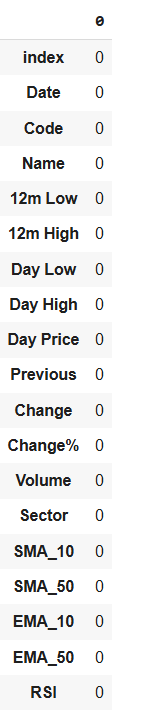 0
index 0
Date 0
Code 0
Name 0
12m Low 0
12m High 0
Day Low 0
Day High 0
Day Price 0
Previous 0
Change 0
Change% 0
Volume 0
Sector 0
SMA_10 0
SMA_50 0
EMA_10 0
EMA_50 0
RSI 0